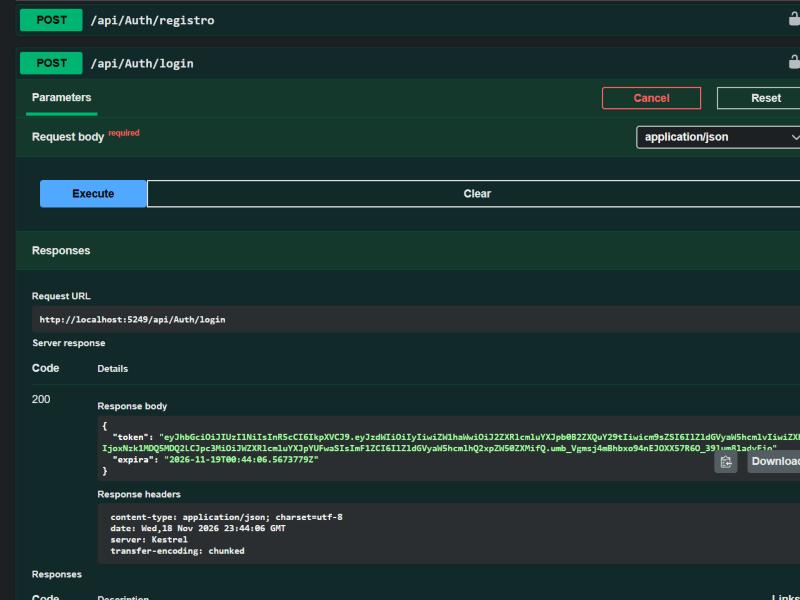 POST /api/Auth/registro
POST /api/Auth/login
Parameters
Cancel
Reset
Request body required
application/json
Execute
Clear
Responses
Request URL
http://localhost:5249/api/Auth/login
Server response
Code Details
200
Response body
{
"token":
"expira": "2026-11-19T00:44:06.5673779Z"
}
Download
Response headers
content-type: application/json; charset=utf-8
date: Wed,18 Nov 2026 23:44:06 GMT
server: Kestrel
transfer-encoding: chunked
Responses
Code Description Links